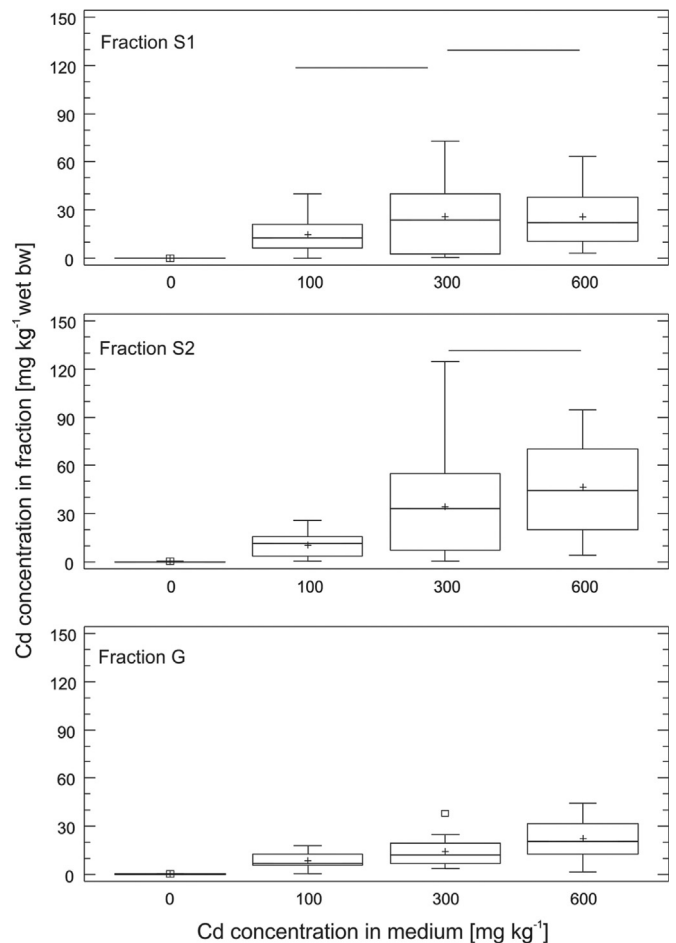 Fraction S1
150
120
90
60
30
0
0 100 300 600
Fraction S2
150
120
90
60
30
0
0 100 300 600
Fraction G
150
120
90
60
30
0
0 100 300 600
Cd concentration in fraction [mg kg⁻¹ wet bw]
Cd concentration in medium [mg kg⁻¹]